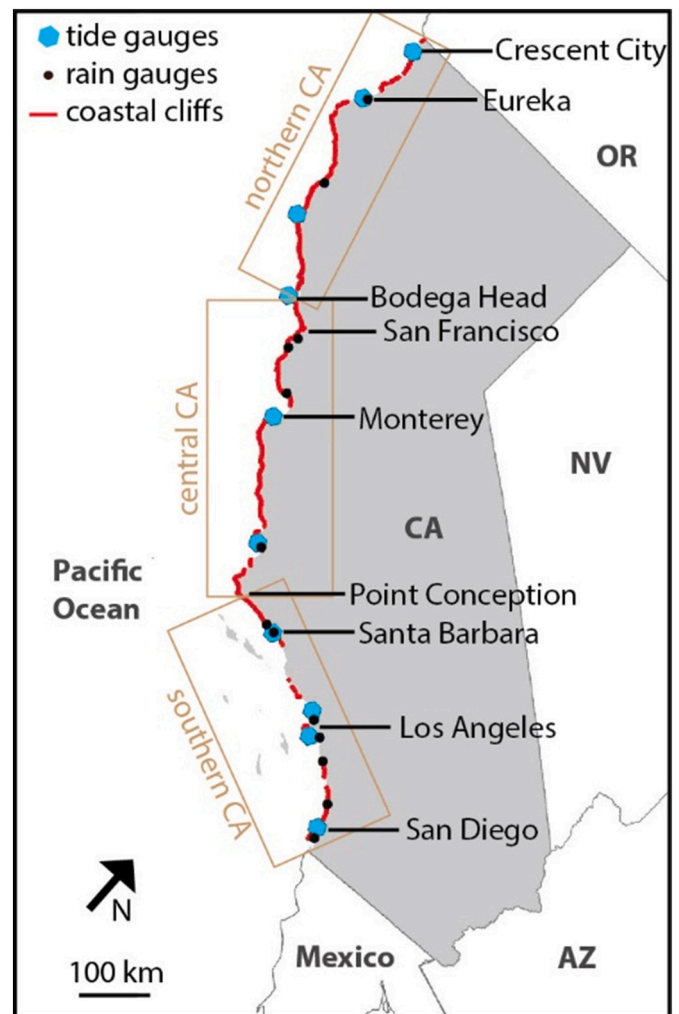 tide gauges
rain gauges
coastal cliffs
northern CA
Crescent City
Eureka
OR
Bodega Head
San Francisco
central CA
Monterey
NV
CA
Pacific
Ocean
Point Conception
Santa Barbara
southern CA
Los Angeles
San Diego
N
100 km
Mexico
AZ